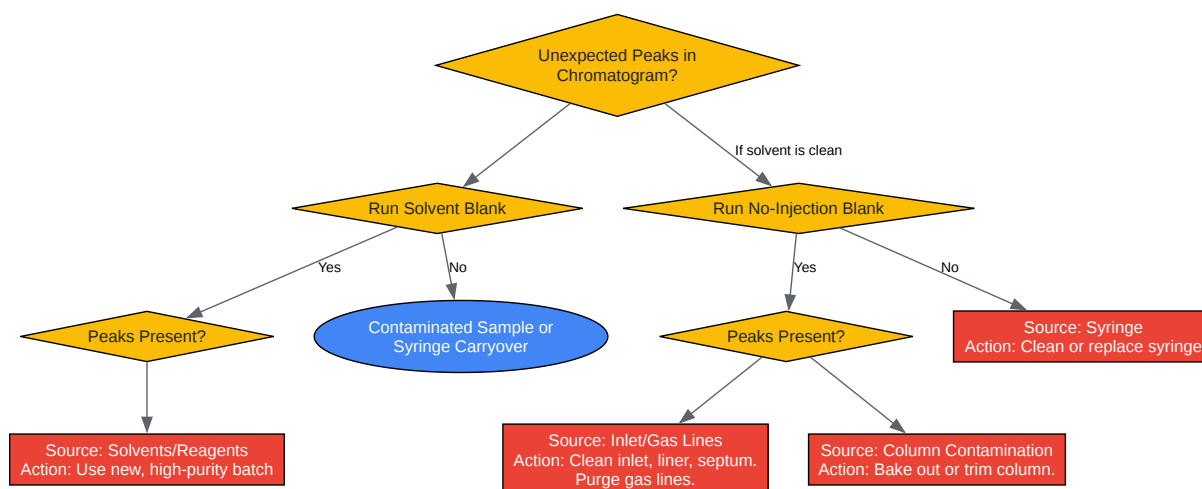 Unexpected Peaks in
Chromatogram?
If solvent is clean
Run Solvent Blank
Run No-Injection Blank
Yes
No
Yes
No
Peaks Present?
Contaminated Sample or
Syringe Carryover
Peaks Present?
Source: Syringe
Action: Clean or replace syringe
Source: Solvents/Reagents
Action: Use new, high-purity batch
Source: Inlet/Gas Lines
Action: Clean inlet, liner, septum.
Purge gas lines.
Source: Column Contamination
Action: Bake out or trim column.